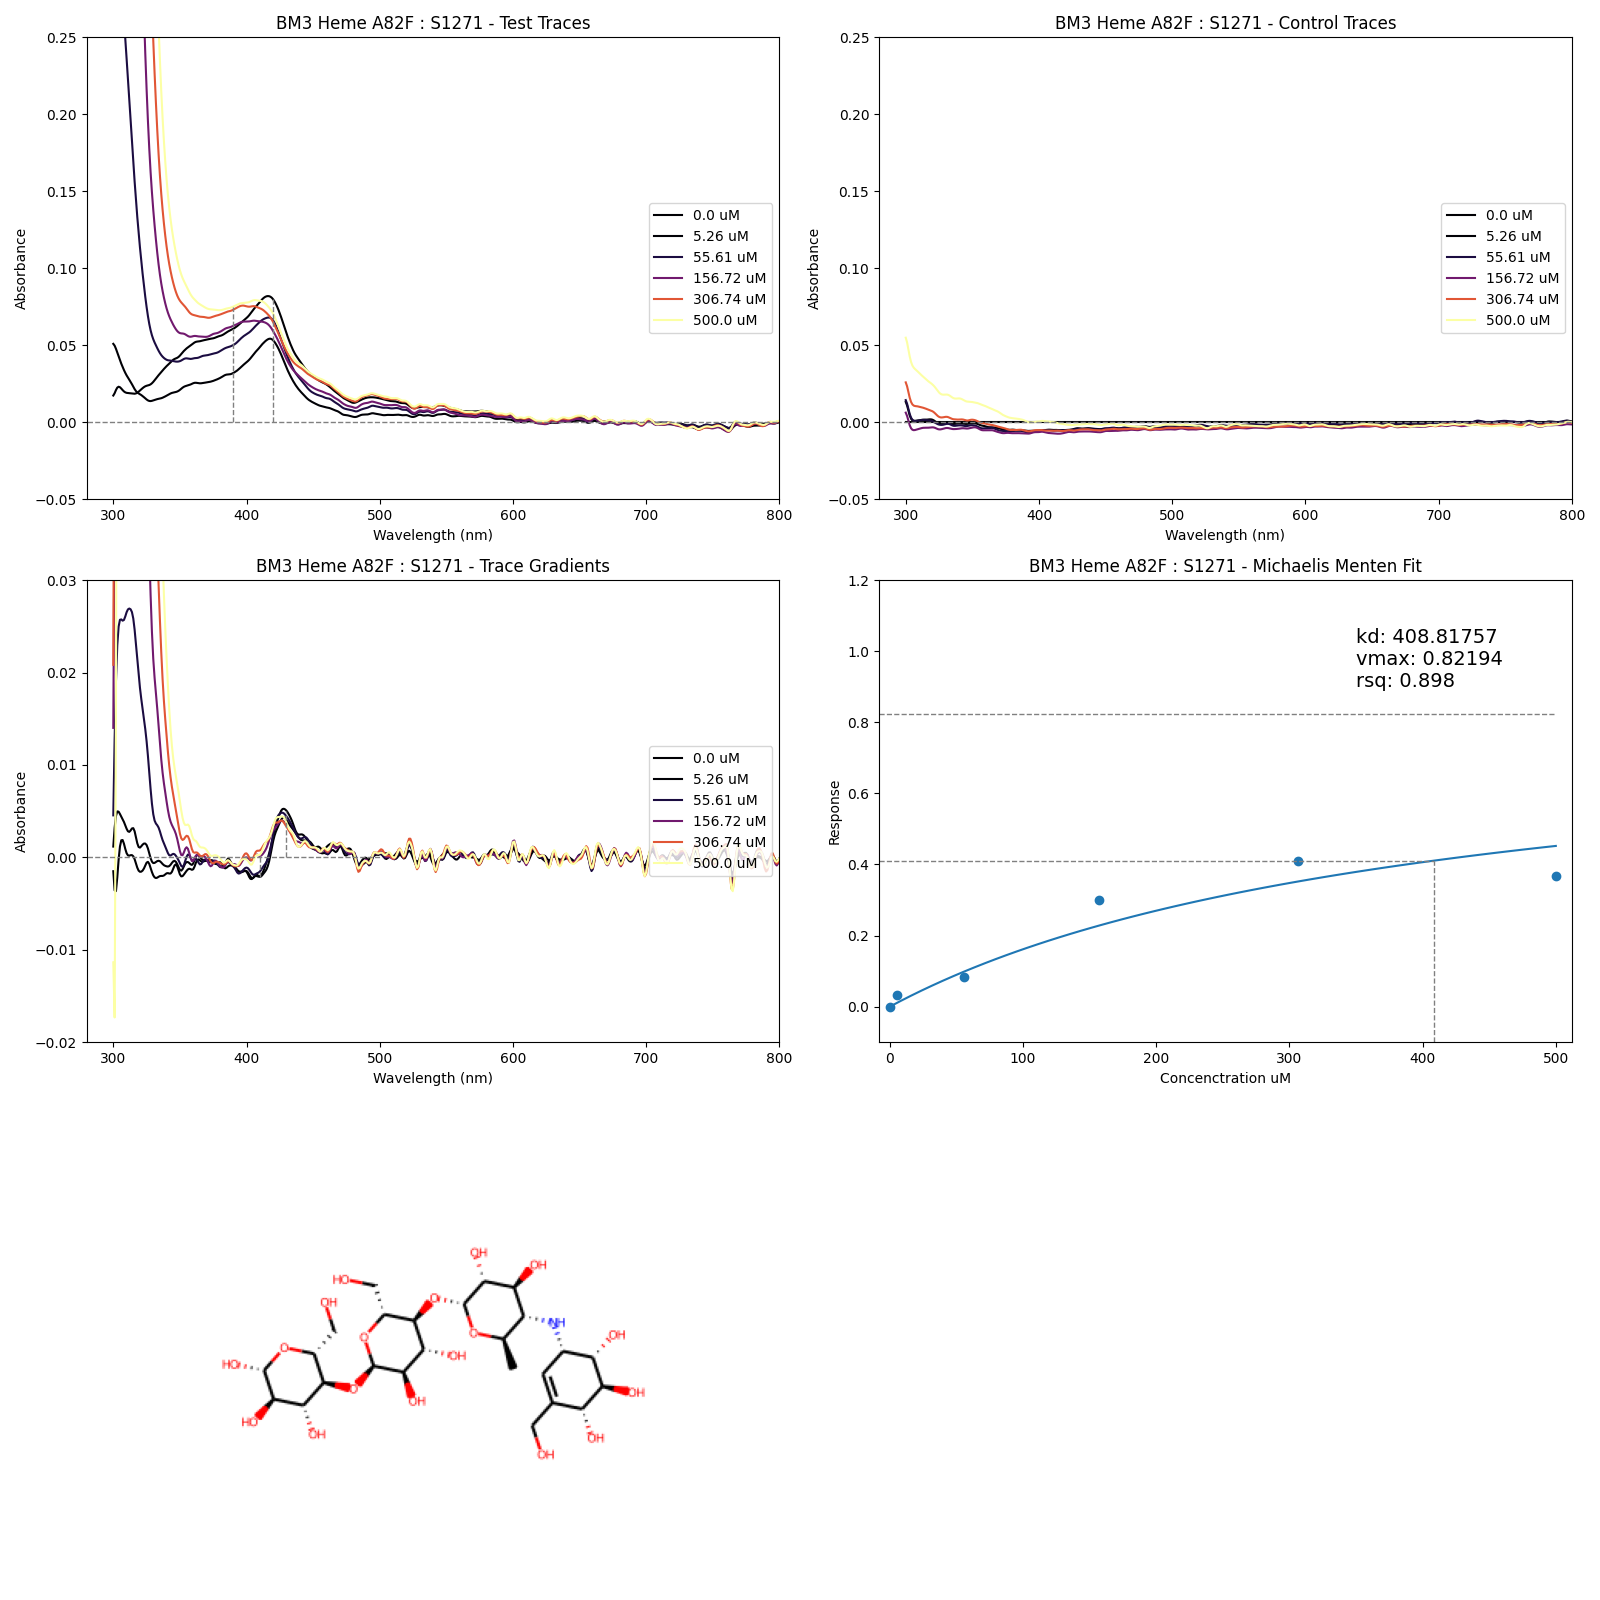 BM3 Heme A82F : S1271 - Test Traces
Absorbance
0.25
0.20
0.15
0.10
0.05
0.00
−0.05
300 400 500 600 700 800
Wavelength (nm)
0.0 uM
5.26 uM
55.61 uM
156.72 uM
306.74 uM
500.0 uM
BM3 Heme A82F : S1271 - Control Traces
Absorbance
0.25
0.20
0.15
0.10
0.05
0.00
−0.05
300 400 500 600 700 800
Wavelength (nm)
0.0 uM
5.26 uM
55.61 uM
156.72 uM
306.74 uM
500.0 uM
BM3 Heme A82F : S1271 - Trace Gradients
Absorbance
0.03
0.02
0.01
0.00
−0.01
−0.02
300 400 500 600 700 800
Wavelength (nm)
0.0 uM
5.26 uM
55.61 uM
156.72 uM
306.74 uM
500.0 uM
BM3 Heme A82F : S1271 - Michaelis Menten Fit
Response
1.2
1.0
0.8
0.6
0.4
0.2
0.0
0 100 200 300 400 500
Concenctration uM
kd: 408.81757
vmax: 0.82194
rsq: 0.898
OH
OH
HO
OH
O
NH
O
O
O
OH
HO
OH
O
OH
OH
HO
OH
OH
OH